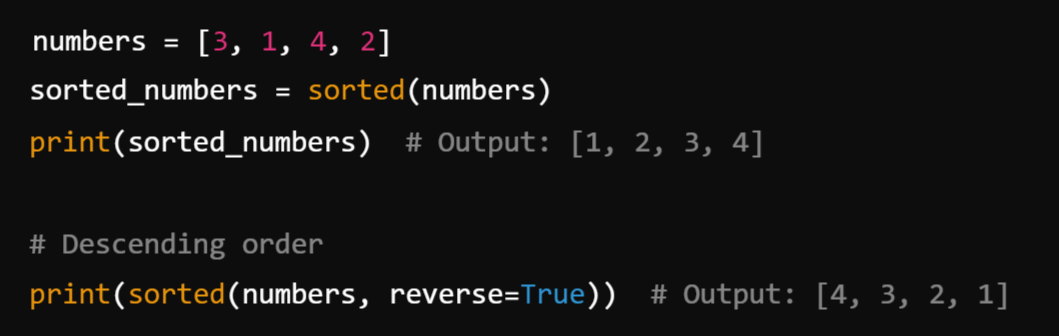 numbers = [3, 1, 4, 2]
sorted_numbers = sorted(numbers)
print(sorted_numbers)  # Output: [1, 2, 3, 4]
# Descending order
print(sorted(numbers, reverse=True))  # Output: [4, 3, 2, 1]